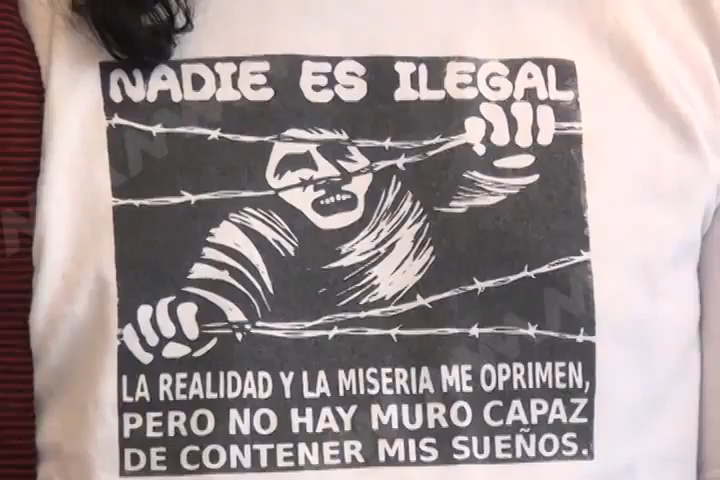 NADIE ES ILEGAL
LA REALIDAD Y LA MISERIA ME OPRIMEN,
PERO NO HAY MURO CAPAZ
DE CONTENER MIS SUEÑOS.